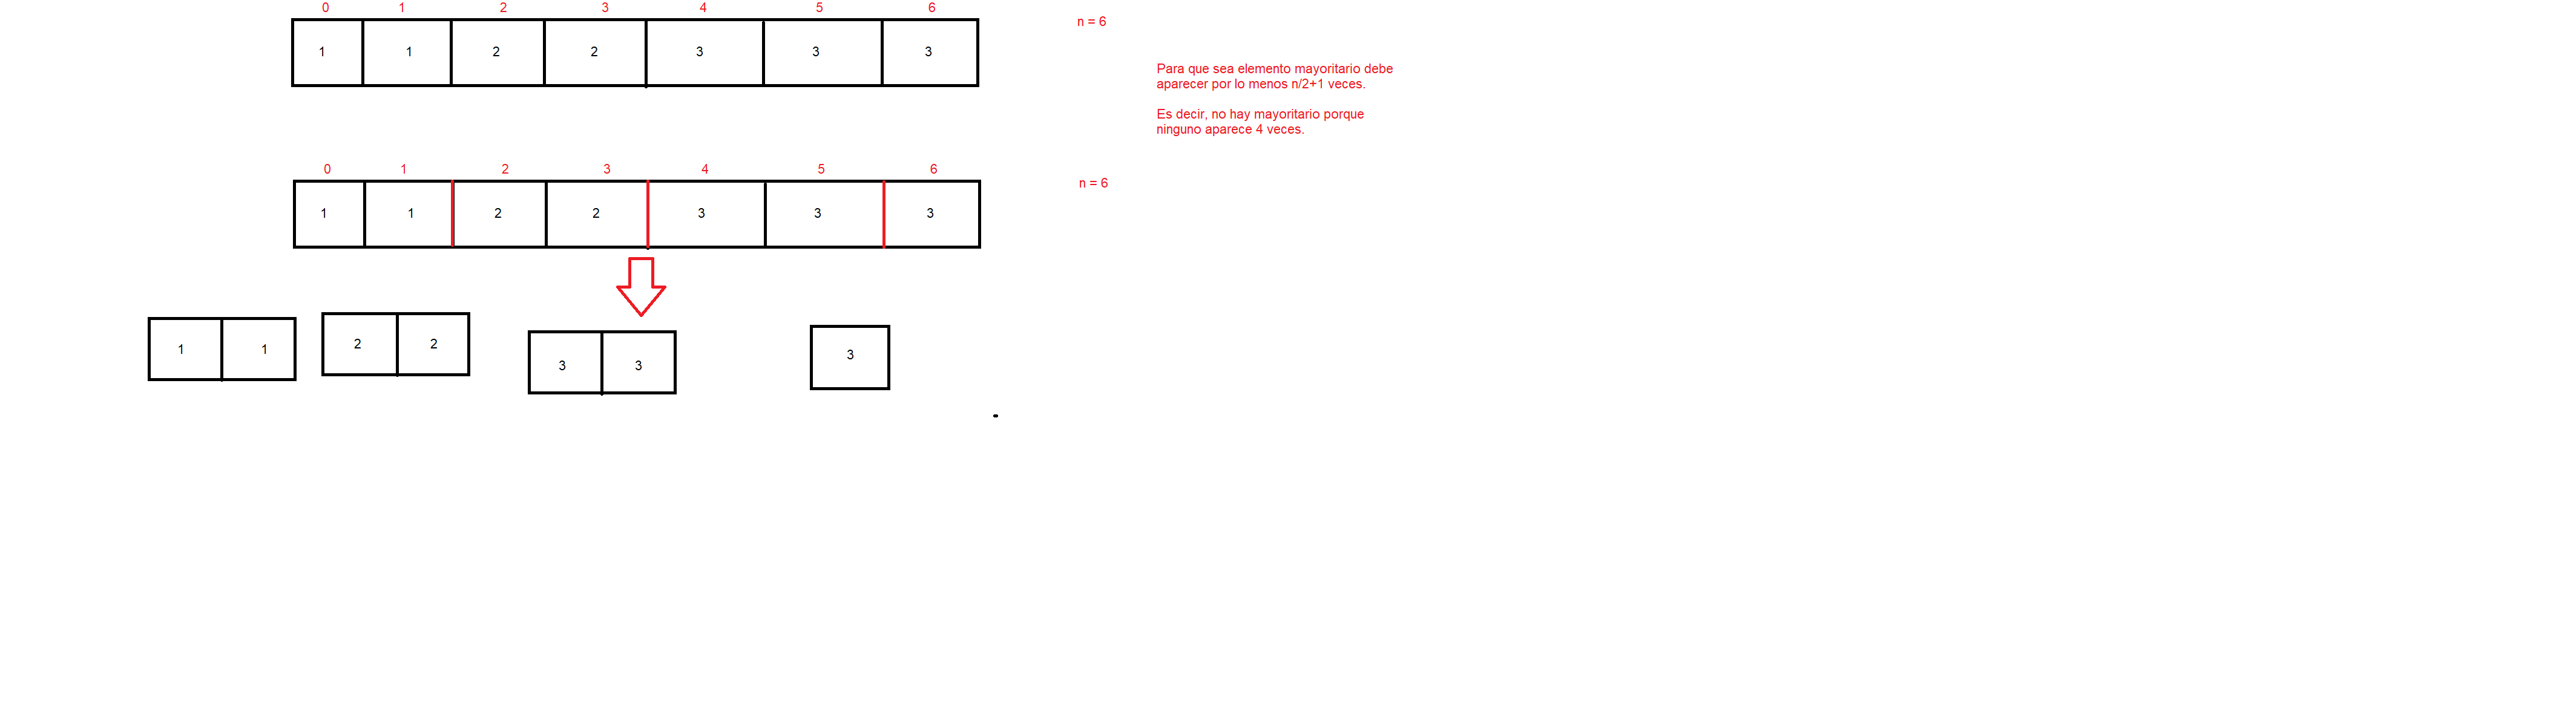 0 1 2 3 4 5 6
n = 6
1 1 2 2 3 3 3
Para que sea elemento mayoritario debe
aparecer por lo menos n/2+1 veces.
Es decir, no hay mayoritario porque
ninguno aparece 4 veces.
0 1 2 3 4 5 6
n = 6
1 1 2 2 3 3 3
1 1 2 2 3 3 3